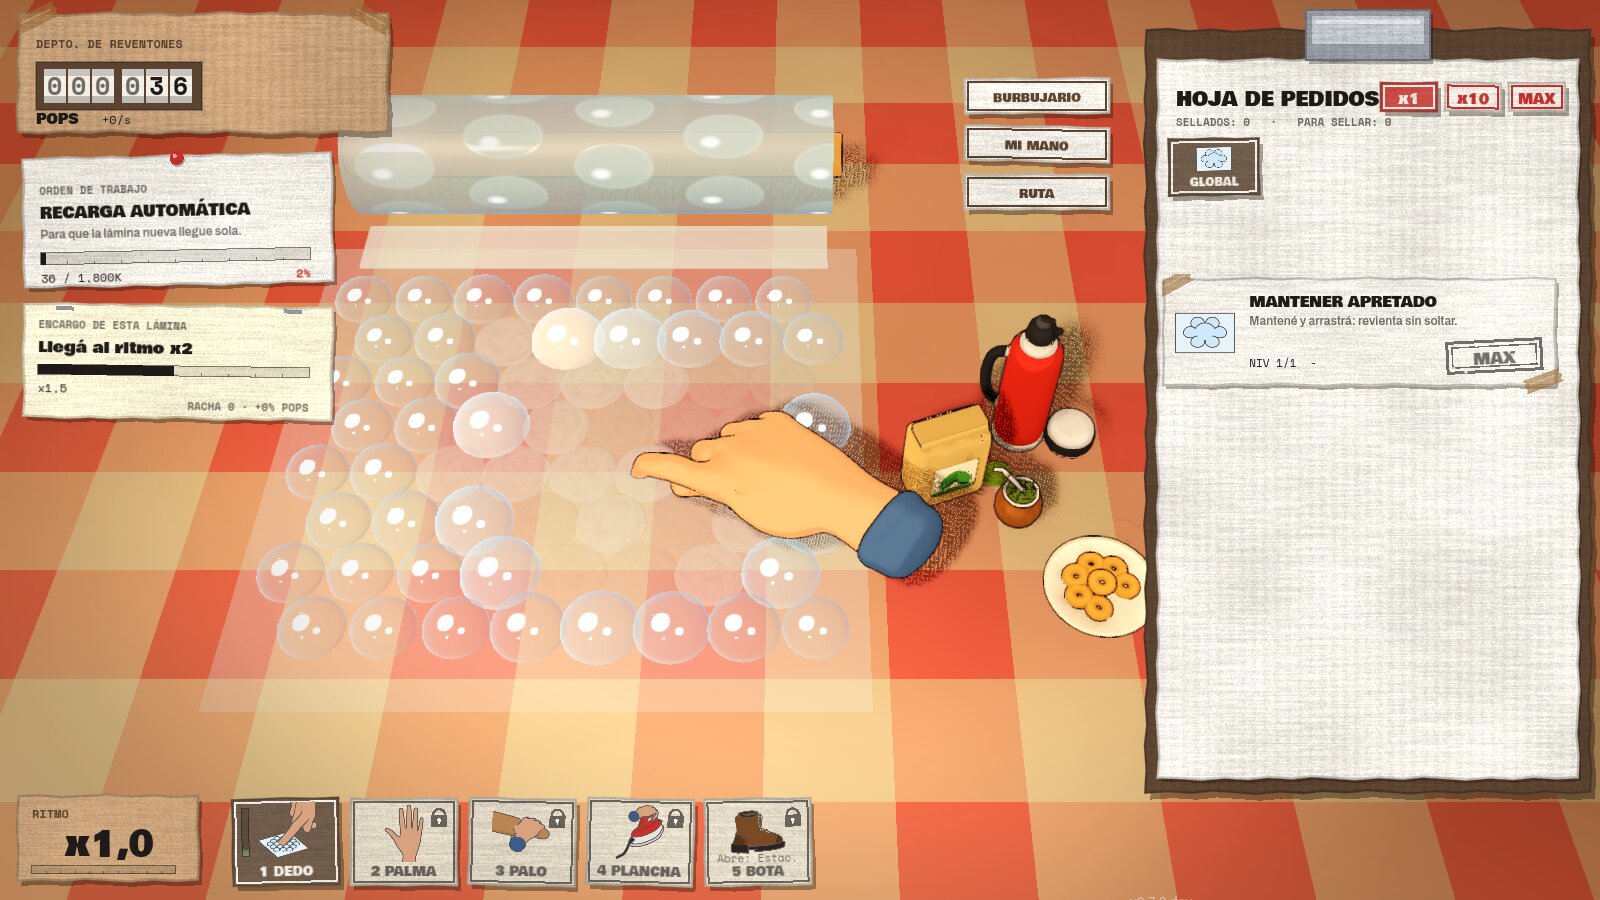 DEPTO. DE REVENTONES
000036
POPS +0/s
ORDEN DE TRABAJO
RECARGA AUTOMÁTICA
Para que la lámina nueva llegue sola.
36 / 1.800K 2%
ENCARGO DE ESTA LÁMINA
Llegá al ritmo x2
x1.5
RACHA 0 · +0% POPS
BURBUJARIO
MI MANO
RUTA
HOJA DE PEDIDOS x1 x10 MAX
SELLADOS: 0 · PARA SELLAR: 0
GLOBAL
MANTENER APRETADO
Mantené y arrastrá: revienta sin soltar.
NIV 1/1 -
MAX
RITMO
x1,0
1 DEDO
2 PALMA
3 PALO
4 PLANCHA
Abre: Estac.
5 BOTA